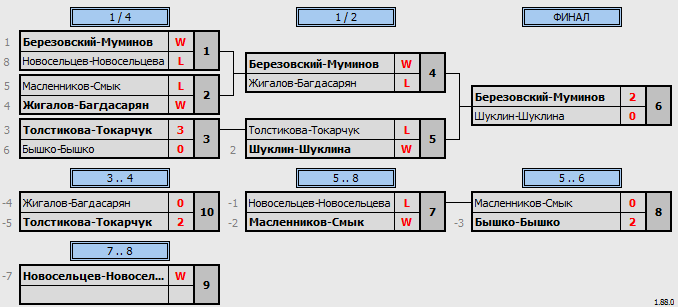 1 / 4 1 / 2 ФИНАЛ
1 Березовский-Муминов W 1
8 Новосельцев-Новосельцева L
Березовский-Муминов W 4
Жигалов-Багдасарян L
5 Масленников-Смык L 2
4 Жигалов-Багдасарян W
Березовский-Муминов 2 6
Шуклин-Шуклина 0
3 Толстикова-Токарчук 3 3
6 Бышко-Бышко 0
Толстикова-Токарчук L 5
2 Шуклин-Шуклина W
3 .. 4 5 .. 8 5 .. 6
-4 Жигалов-Багдасарян 0 10
-5 Толстикова-Токарчук 2
-1 Новосельцев-Новосельцева L 7
-2 Масленников-Смык W
Масленников-Смык 0 8
-3 Бышко-Бышко 2
7 .. 8
-7 Новосельцев-Новосел... W 9
1.88.0